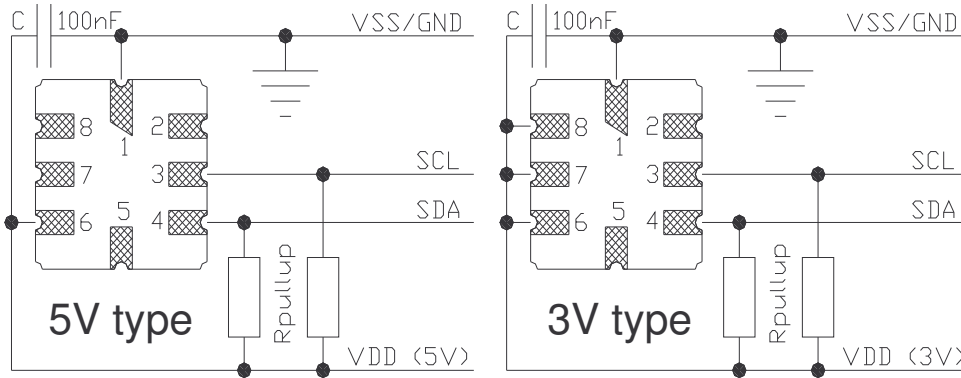 C 100nF VSS/GND
8 2
1
7 3 SCL
5 SDA
6 4
Rpullup
5V type
VDD (5V)
C 100nF VSS/GND
8 2
1
7 3 SCL
5 SDA
6 4
Rpullup
3V type
VDD (3V)